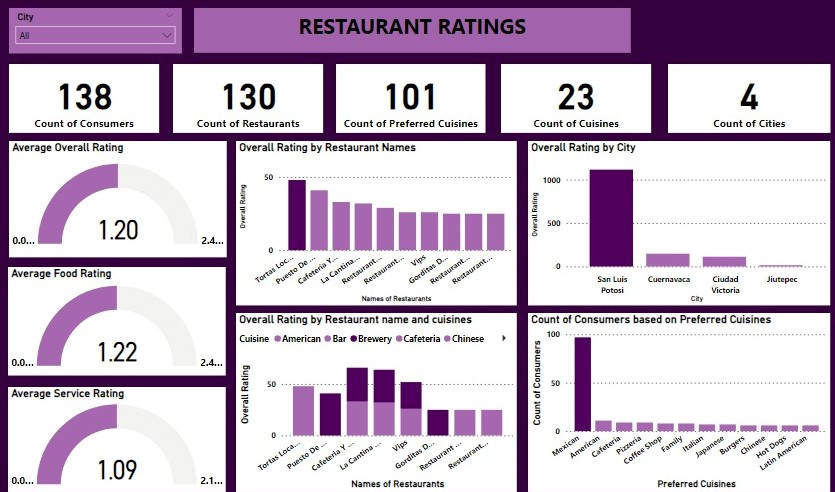 City
All
RESTAURANT RATINGS
138
Count of Consumers
130
Count of Restaurants
101
Count of Preferred Cuisines
23
Count of Cuisines
4
Count of Cities
Average Overall Rating
1.20
0.0...
2.4...
Average Food Rating
1.22
0.0...
2.4...
Average Service Rating
1.09
0.0...
2.1...
Overall Rating by Restaurant Names
Overall Rating
50
0
Tortas Loc...
Puesto De ...
Cafeteria Y...
La Cantina...
Restaurant...
Restaurant...
Vips
Gorditas D...
Restaurant...
Restaurant...
Names of Restaurants
Overall Rating by City
Overall Rating
1000
500
0
San Luis
Potosi
Cuernavaca
Ciudad
Victoria
Jiutepec
City
Overall Rating by Restaurant name and cuisines
Cuisine American Bar Brewery Cafeteria Chinese
Overall Rating
50
0
Tortas Loca...
Puesto De ...
Cafeteria Y ...
La Cantina ...
Vips
Gorditas D...
Restaurant ...
Restaurant...
Names of Restaurants
Count of Consumers based on Preferred Cuisines
Count of Consumers
100
50
0
Mexican
American
Cafeteria
Pizzeria
Coffee Shop
Family
Italian
Japanese
Burgers
Chinese
Hot Dogs
Latin American
Preferred Cuisines